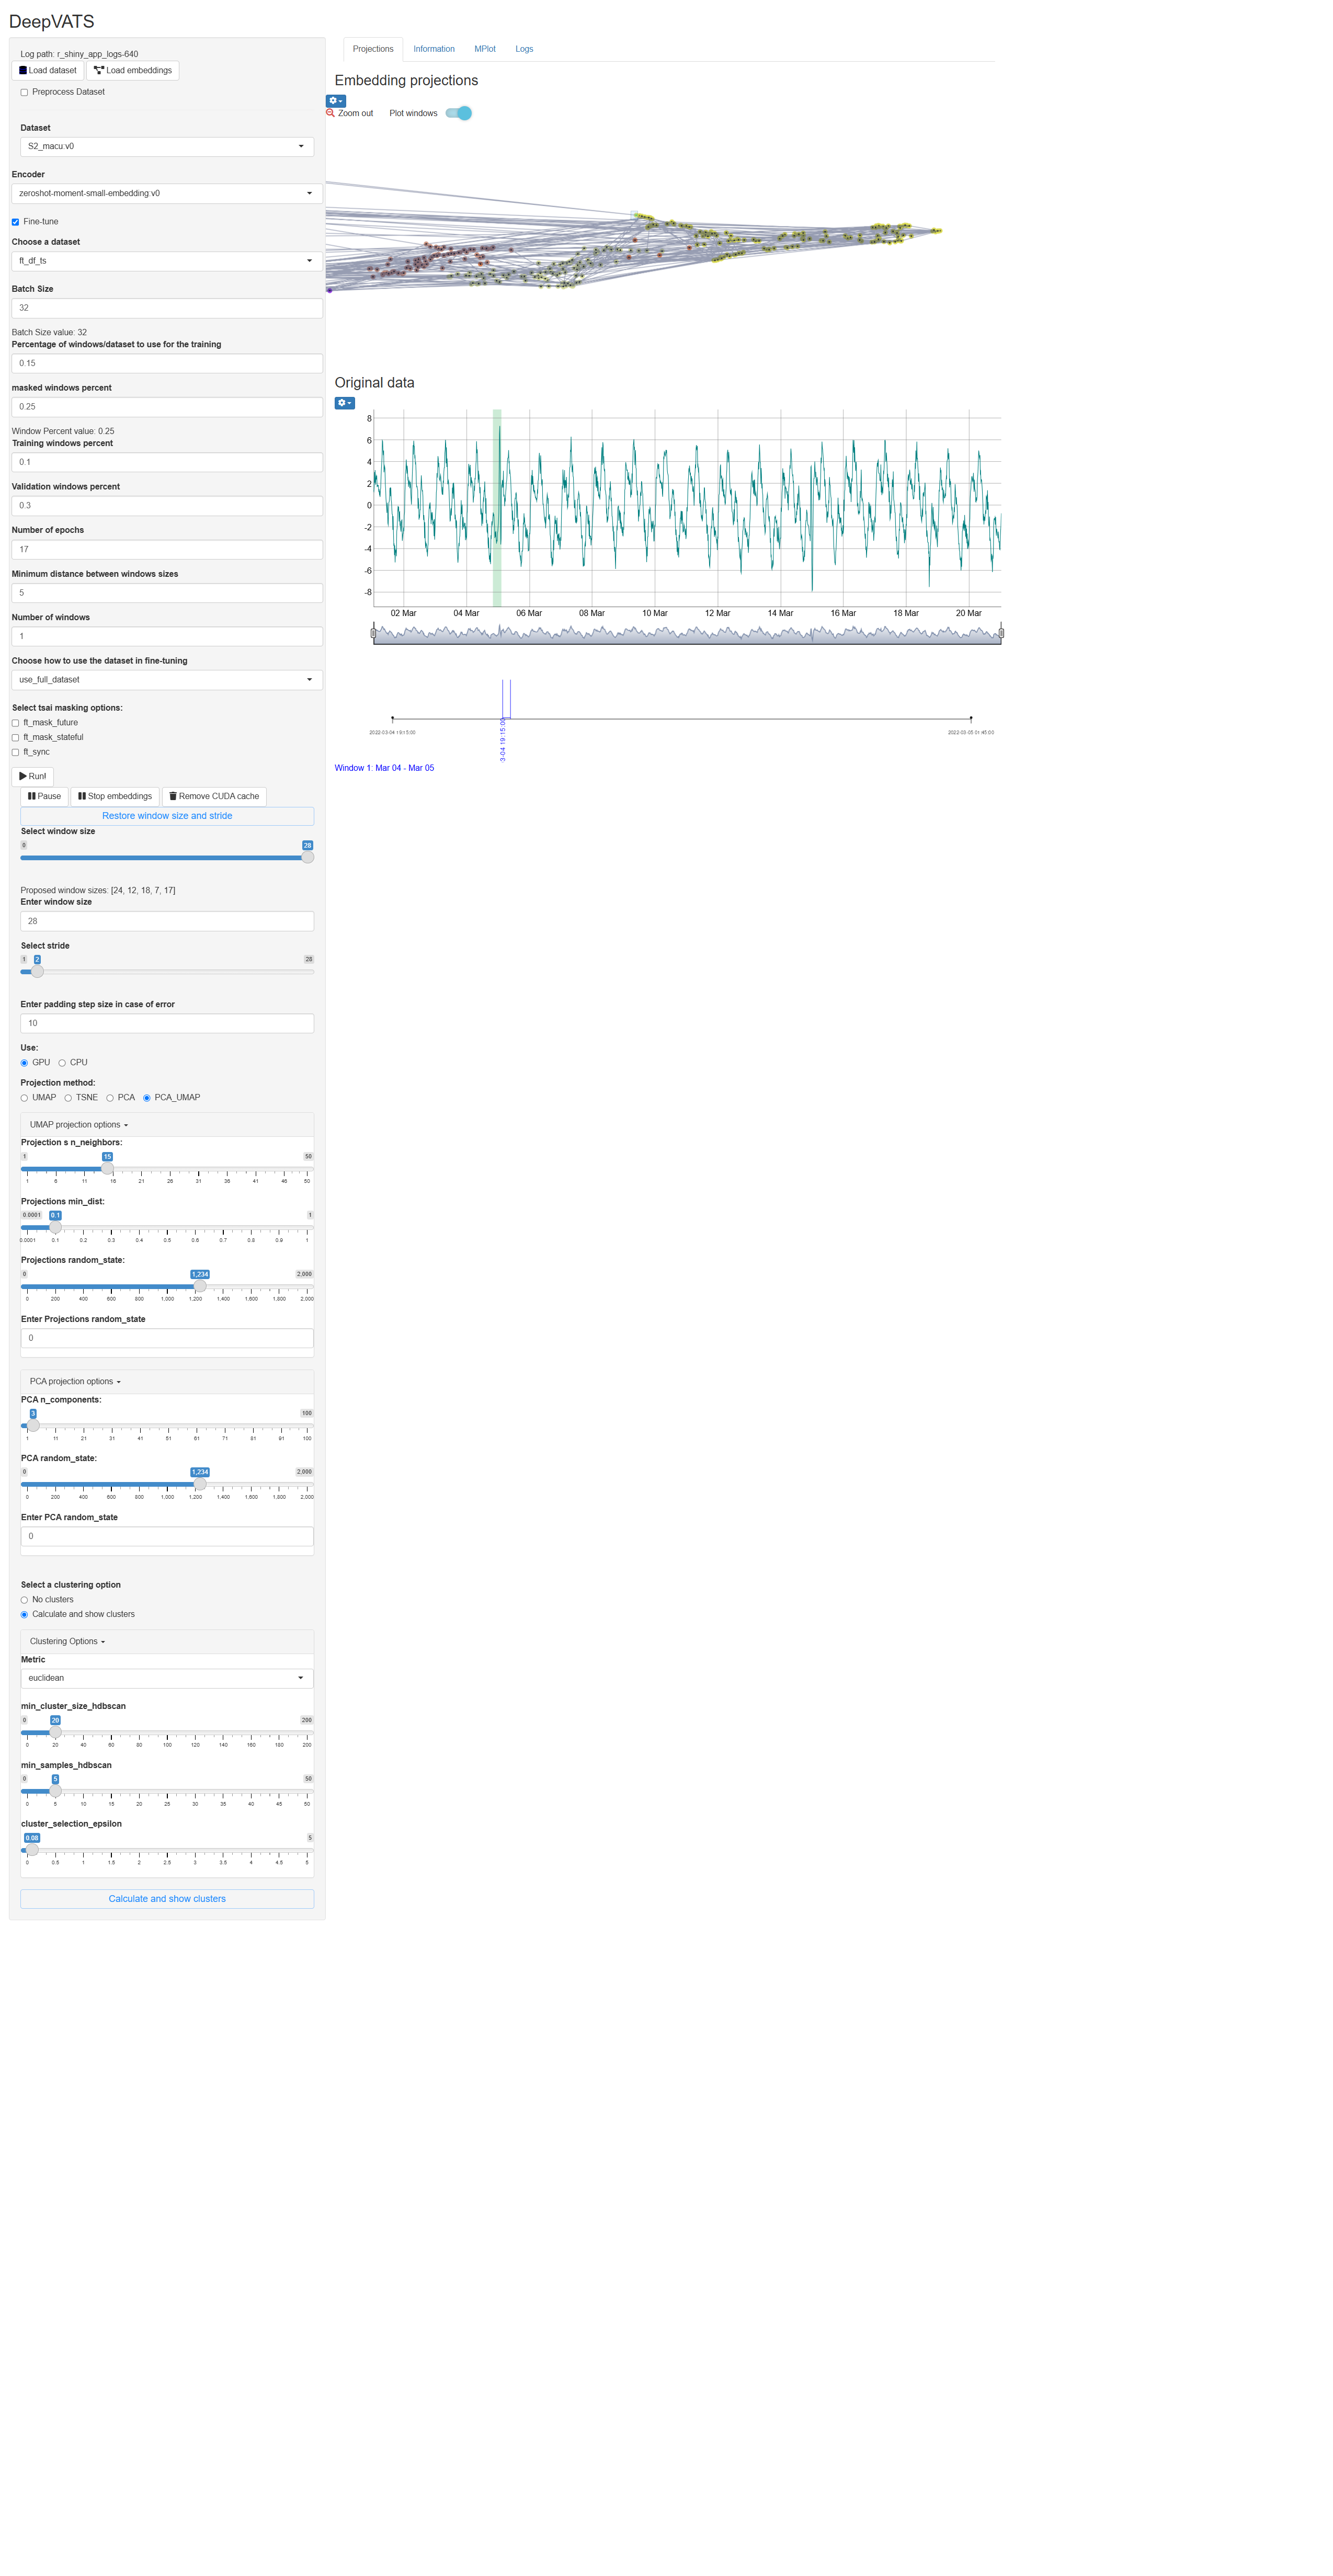 DeepVATS
Log path: r_shiny_app_logs-640
Load dataset Load embeddings
Preprocess Dataset
Dataset
S2_macu:v0
Encoder
zeroshot-moment-small-embedding:v0
Fine-tune
Choose a dataset
ft_df_ts
Batch Size
32
Batch Size value: 32
Percentage of windows/dataset to use for the training
0.15
masked windows percent
0.25
Window Percent value: 0.25
Training windows percent
0.1
Validation windows percent
0.3
Number of epochs
17
Minimum distance between windows sizes
5
Number of windows
1
Choose how to use the dataset in fine-tuning
use_full_dataset
Select tsai masking options:
ft_mask_future
ft_mask_stateful
ft_sync
Run!
Pause Stop embeddings Remove CUDA cache
Restore window size and stride
Select window size
0 28
Proposed window sizes: [24, 12, 18, 7, 17]
Enter window size
28
Select stride
1 2 28
Enter padding step size in case of error
10
Use:
GPU CPU
Projection method:
UMAP TSNE PCA PCA_UMAP
UMAP projection options
Projection s n_neighbors:
1 15 50
1 6 11 16 21 26 31 36 41 46 50
Projections min_dist:
0.0001 0.1 1
0.0001 0.1 0.2 0.3 0.4 0.5 0.6 0.7 0.8 0.9 1
Projections random_state:
0 1,234 2,000
0 200 400 600 800 1,000 1,200 1,400 1,600 1,800 2,000
Enter Projections random_state
0
PCA projection options
PCA n_components:
3 100
1 11 21 31 41 51 61 71 81 91 100
PCA random_state:
0 1,234 2,000
0 200 400 600 800 1,000 1,200 1,400 1,600 1,800 2,000
Enter PCA random_state
0
Select a clustering option
No clusters
Calculate and show clusters
Clustering Options
Metric
euclidean
min_cluster_size_hdbscan
0 20 200
0 20 40 60 80 100 120 140 160 180 200
min_samples_hdbscan
0 5 50
0 5 10 15 20 25 30 35 40 45 50
cluster_selection_epsilon
0.08 5
0 0.5 1 1.5 2 2.5 3 3.5 4 4.5 5
Calculate and show clusters
Projections Information MPlot Logs
Embedding projections
Zoom out Plot windows
Original data
8
6
4
2
0
-2
-4
-6
-8
02 Mar 04 Mar 06 Mar 08 Mar 10 Mar 12 Mar 14 Mar 16 Mar 18 Mar 20 Mar
3-04 19:15:00
2022-03-04 19:15:00 2022-03-05 01:45:00
Window 1: Mar 04 - Mar 05